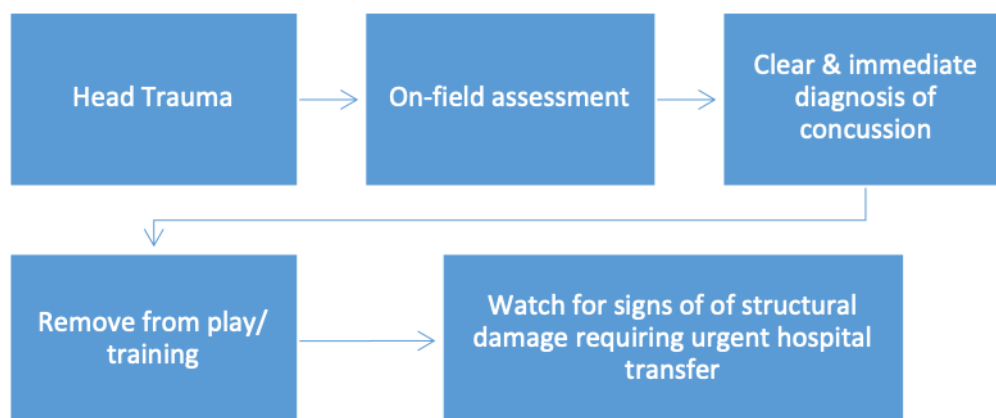 Head Trauma
On-field assessment
Clear & immediate
diagnosis of
concussion
Remove from play/
training
Watch for signs of of structural
damage requiring urgent hospital
transfer